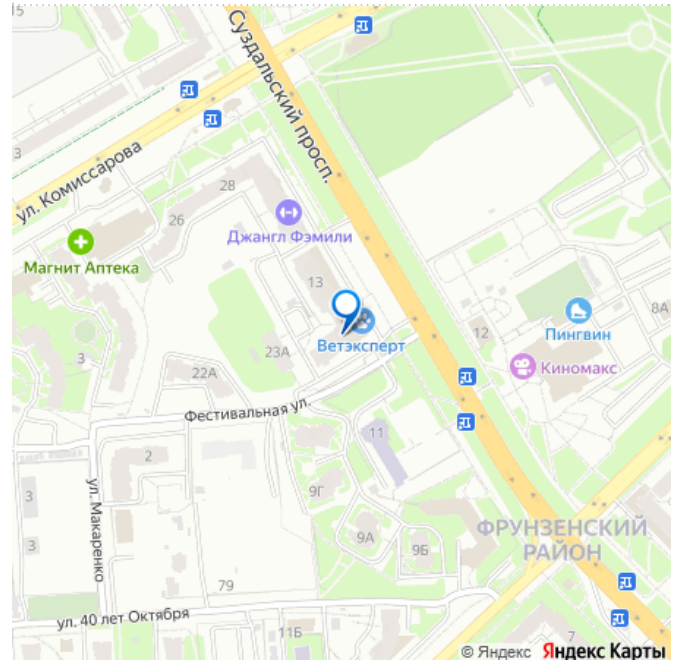 15
Суздальский просп.
3
ул. Комиссарова
28
26
Джангл Фэмили
Магнит Аптека
13
8А
12
Пингвин
Ветэксперт
23А
3
Киномакс
22А
Фестивальная ул.
11
2
9Г
3
ул. Макаренко
ФРУНЗЕНСКИЙ
РАЙОН
3
9А
9Б
79
ул. 40 лет Октября
11Б
7
© Яндекс Яндекс Карты